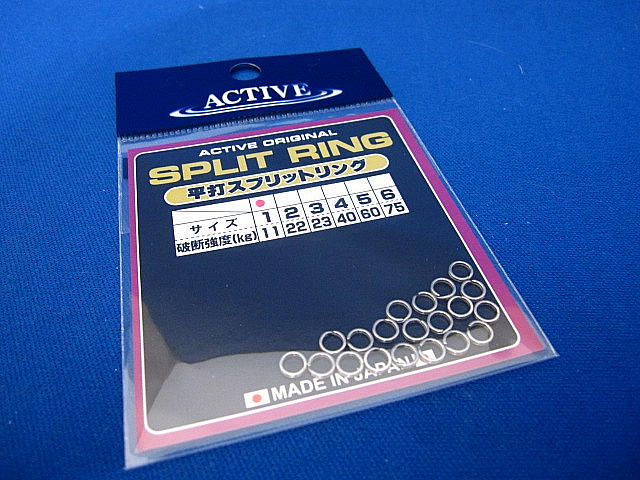 ACTIVE
ACTIVE ORIGINAL
SPLIT RING
平打スプリットリング
サイズ 1 2 3 4 5 6
破断強度(kg) 11 22 23 40 60 75
MADE IN JAPAN